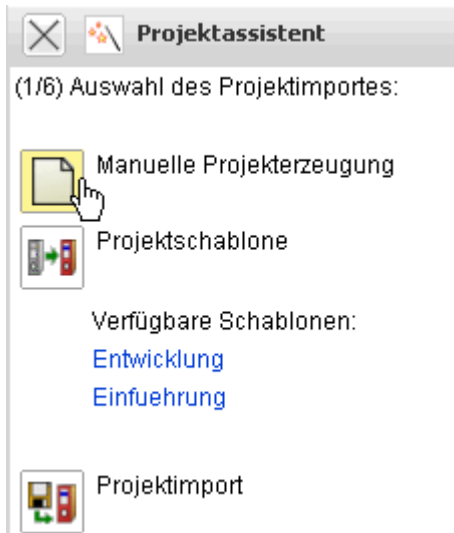 Projektassistent
(1/6) Auswahl des Projektimportes:
Manuelle Projekterzeugung
Projektschablone
Verfügbare Schablonen:
Entwicklung
Einfuehrung
Projektimport